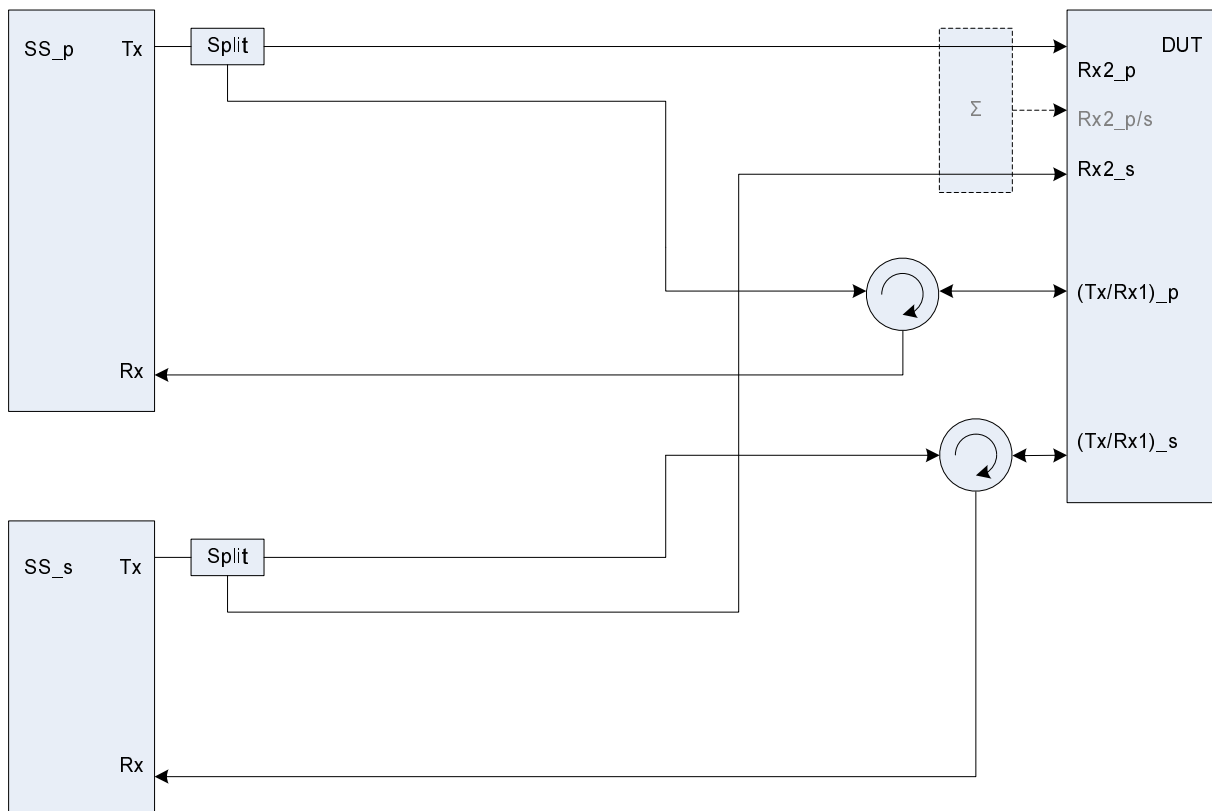 SS_p
Tx
Split
Rx
Σ
DUT
Rx2_p
Rx2_p/s
Rx2_s
(Tx/Rx1)_p
(Tx/Rx1)_s
SS_s
Tx
Split
Rx